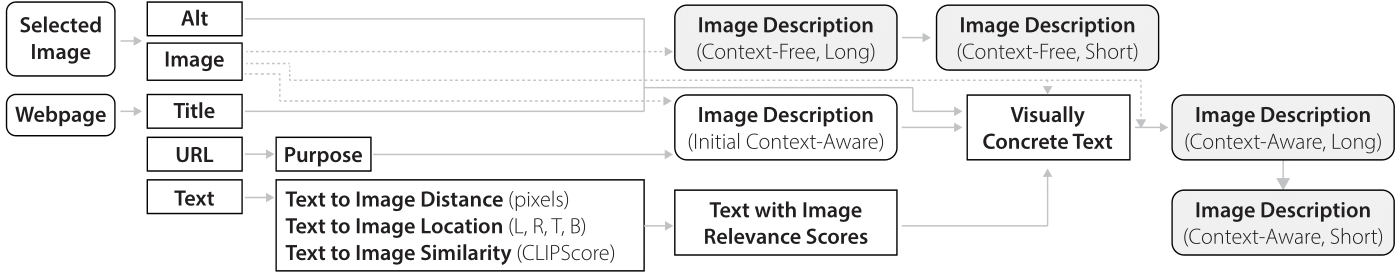 Selected
Image
Alt
Image
Webpage
Title
URL
Text
Purpose
Text to Image Distance (pixels)
Text to Image Location (L, R, T, B)
Text to Image Similarity (CLIPScore)
Image Description
(Context-Free, Long)
Image Description
(Context-Free, Short)
Image Description
(Initial Context-Aware)
Text with Image
Relevance Scores
Visually
Concrete Text
Image Description
(Context-Aware, Long)
Image Description
(Context-Aware, Short)